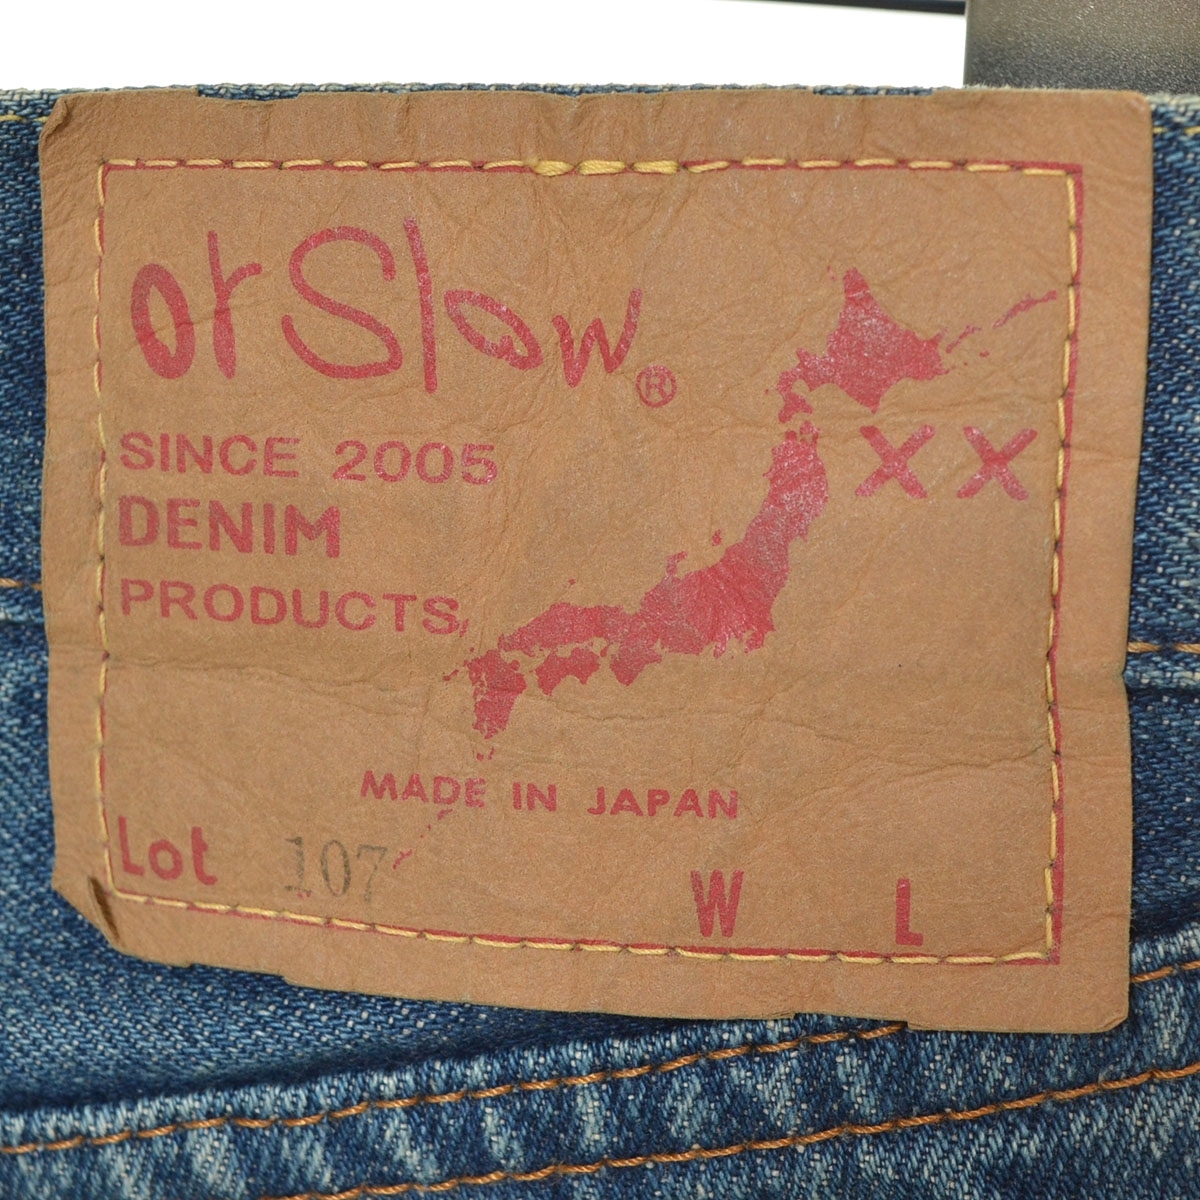 orSlow®
SINCE 2005
DENIM
PRODUCTS
XX
MADE IN JAPAN
Lot 107
W L